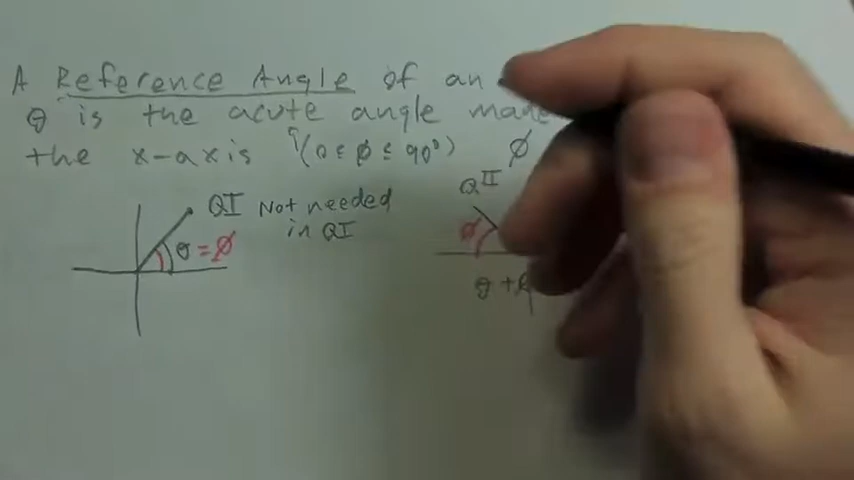 A Reference Angle of an
θ is the acute angle made
the x-axis (0 ≤ ϕ ≤ 90°) ϕ
QI Not needed
in QI
θ = ϕ
QII
ϕ
θ +